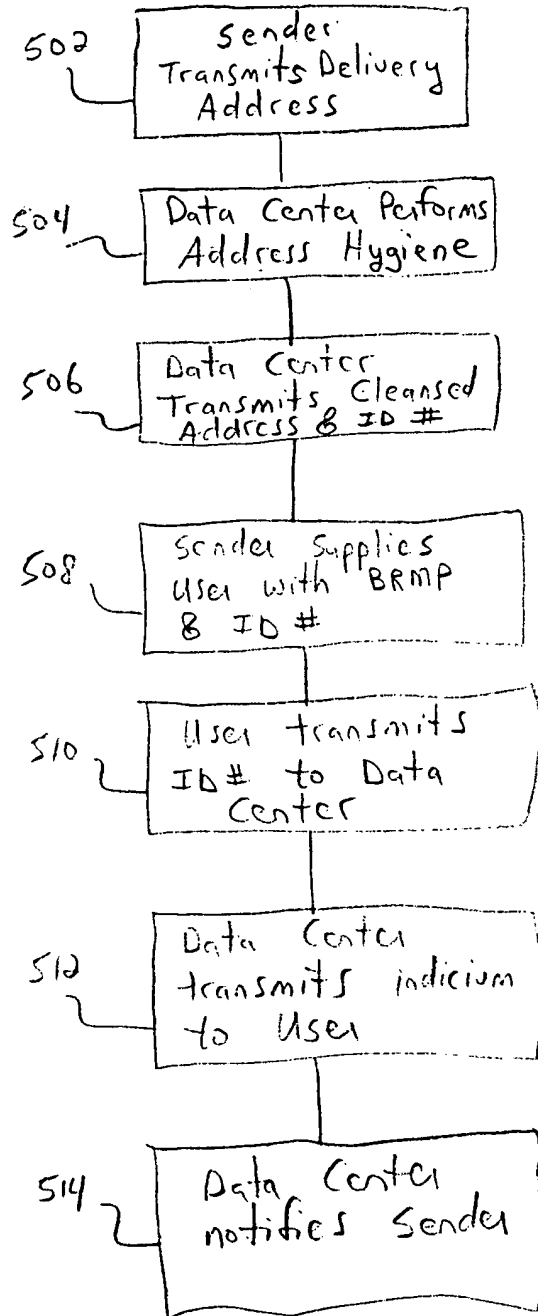 502
Sender
Transmits Delivery
Address
504
Data Center Performs
Address Hygiene
506
Data Center
Transmits Cleansed
Address & ID #
508
Sender Supplies
User with BRMP
& ID #
510
User transmits
ID# to Data
Center
512
Data Center
transmits indicium
to User
514
Data Center
notifies Sender